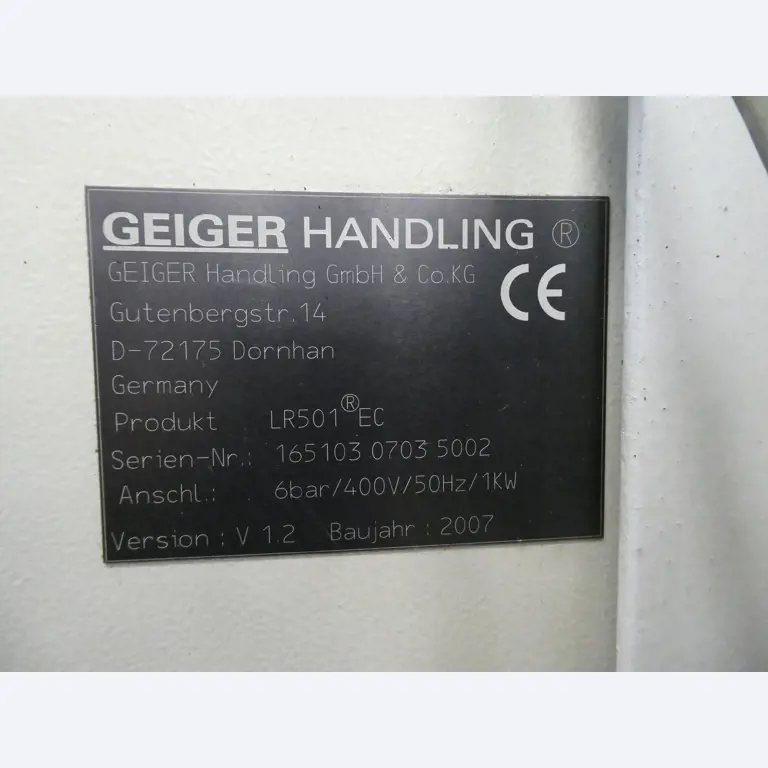 GEIGER HANDLING ®
GEIGER Handling GmbH & Co.KG
CE
Gutenbergstr.14
D-72175 Dornhan
Germany
Produkt LR501® EC
Serien-Nr.: 165103 0703 5002
Anschl.: 6bar/400V/50Hz/1KW
Version : V 1.2 Baujahr : 2007